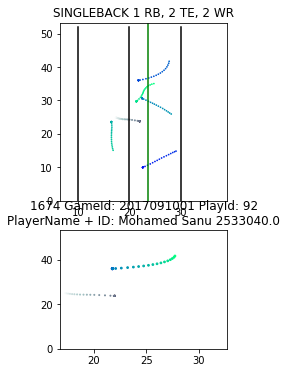 SINGLEBACK 1 RB, 2 TE, 2 WR
50
40
30
20
10
0
10 20 30
1674 GameId: 2017091001 PlayId: 92
PlayerName + ID: Mohamed Sanu 2533040.0
40
20
0
20 25 30